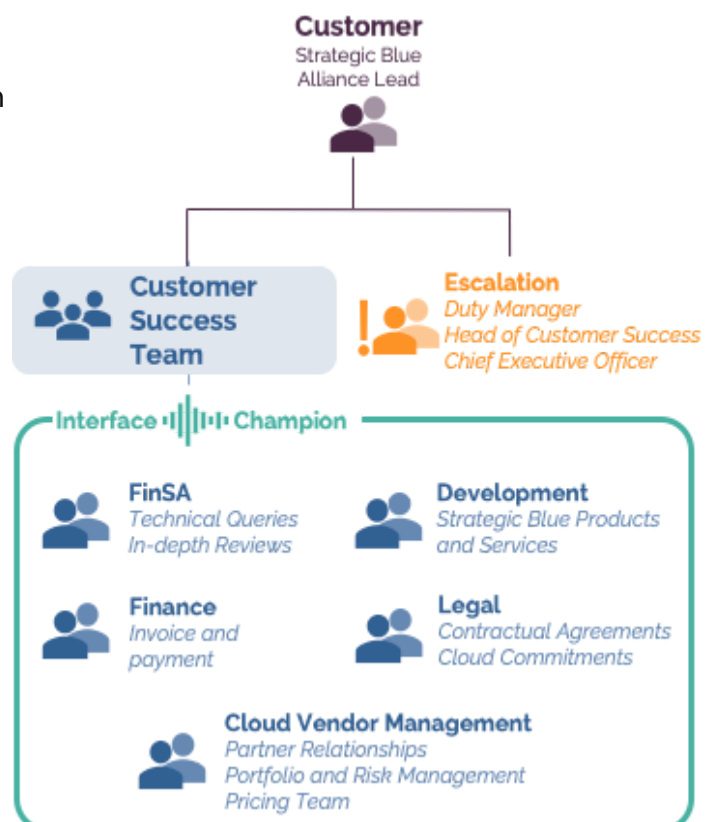 Customer
Strategic Blue
Alliance Lead
Customer
Success
Team
Escalation
Duty Manager
Head of Customer Success
Chief Executive Officer
Interface Champion
FinSA
Technical Queries
In-depth Reviews
Development
Strategic Blue Products
and Services
Finance
Invoice and
payment
Legal
Contractual Agreements
Cloud Commitments
Cloud Vendor Management
Partner Relationships
Portfolio and Risk Management
Pricing Team